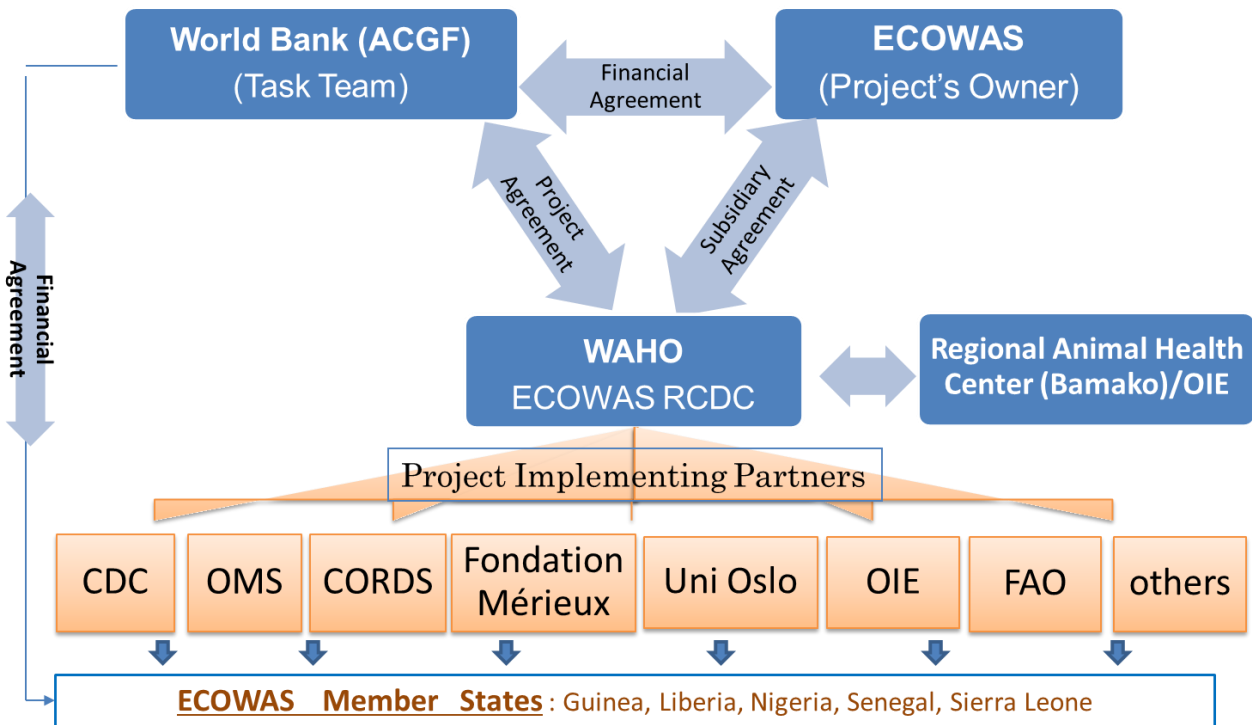 World Bank (ACGF)
(Task Team)
ECOWAS
(Project's Owner)
Financial
Agreement
Project
Agreement
Subsidiary
Agreement
Financial
Agreement
WAHO
ECOWAS RCDC
Regional Animal Health
Center (Bamako)/OIE
Project Implementing Partners
CDC
OMS
CORDS
Fondation
Mérieux
Uni Oslo
OIE
FAO
others
ECOWAS Member States : Guinea, Liberia, Nigeria, Senegal, Sierra Leone